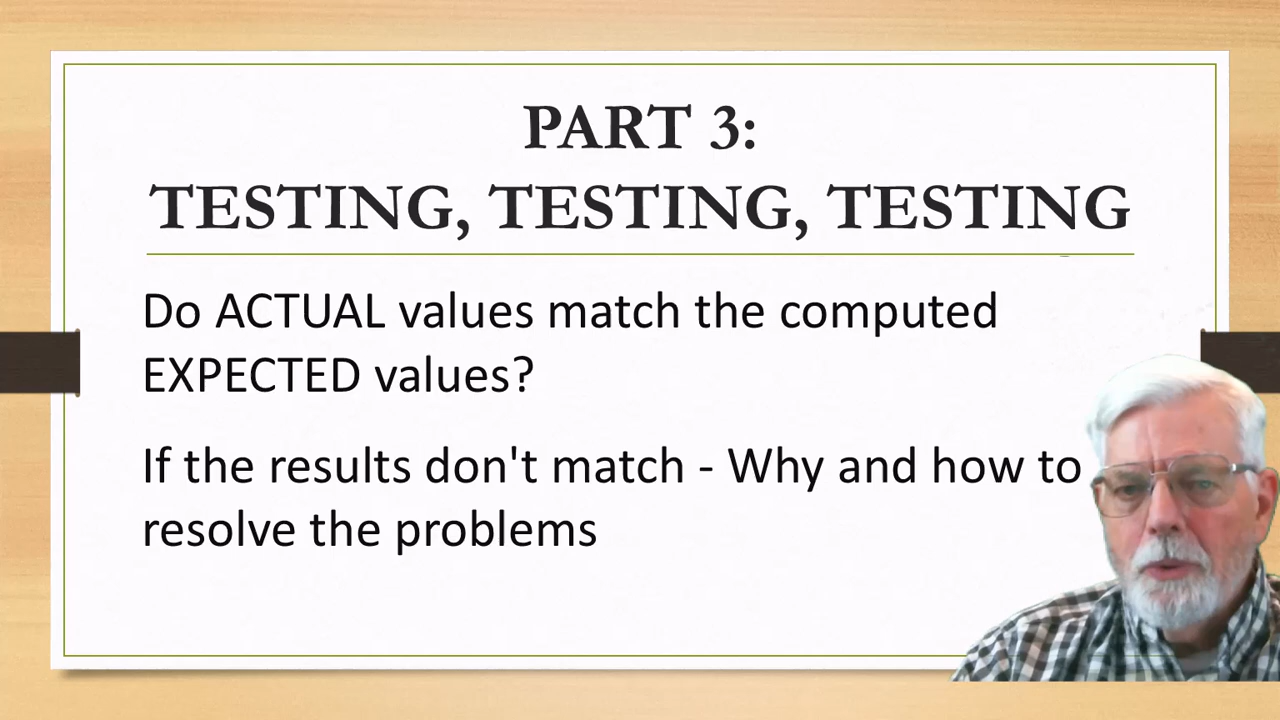 PART 3:
TESTING, TESTING, TESTING
Do ACTUAL values match the computed
EXPECTED values?
If the results don't match - Why and how to
resolve the problems